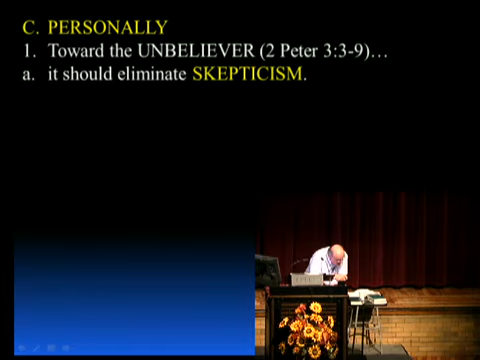 C. PERSONALLY
1. Toward the UNBELIEVER (2 Peter 3:3-9)…
a. it should eliminate SKEPTICISM.